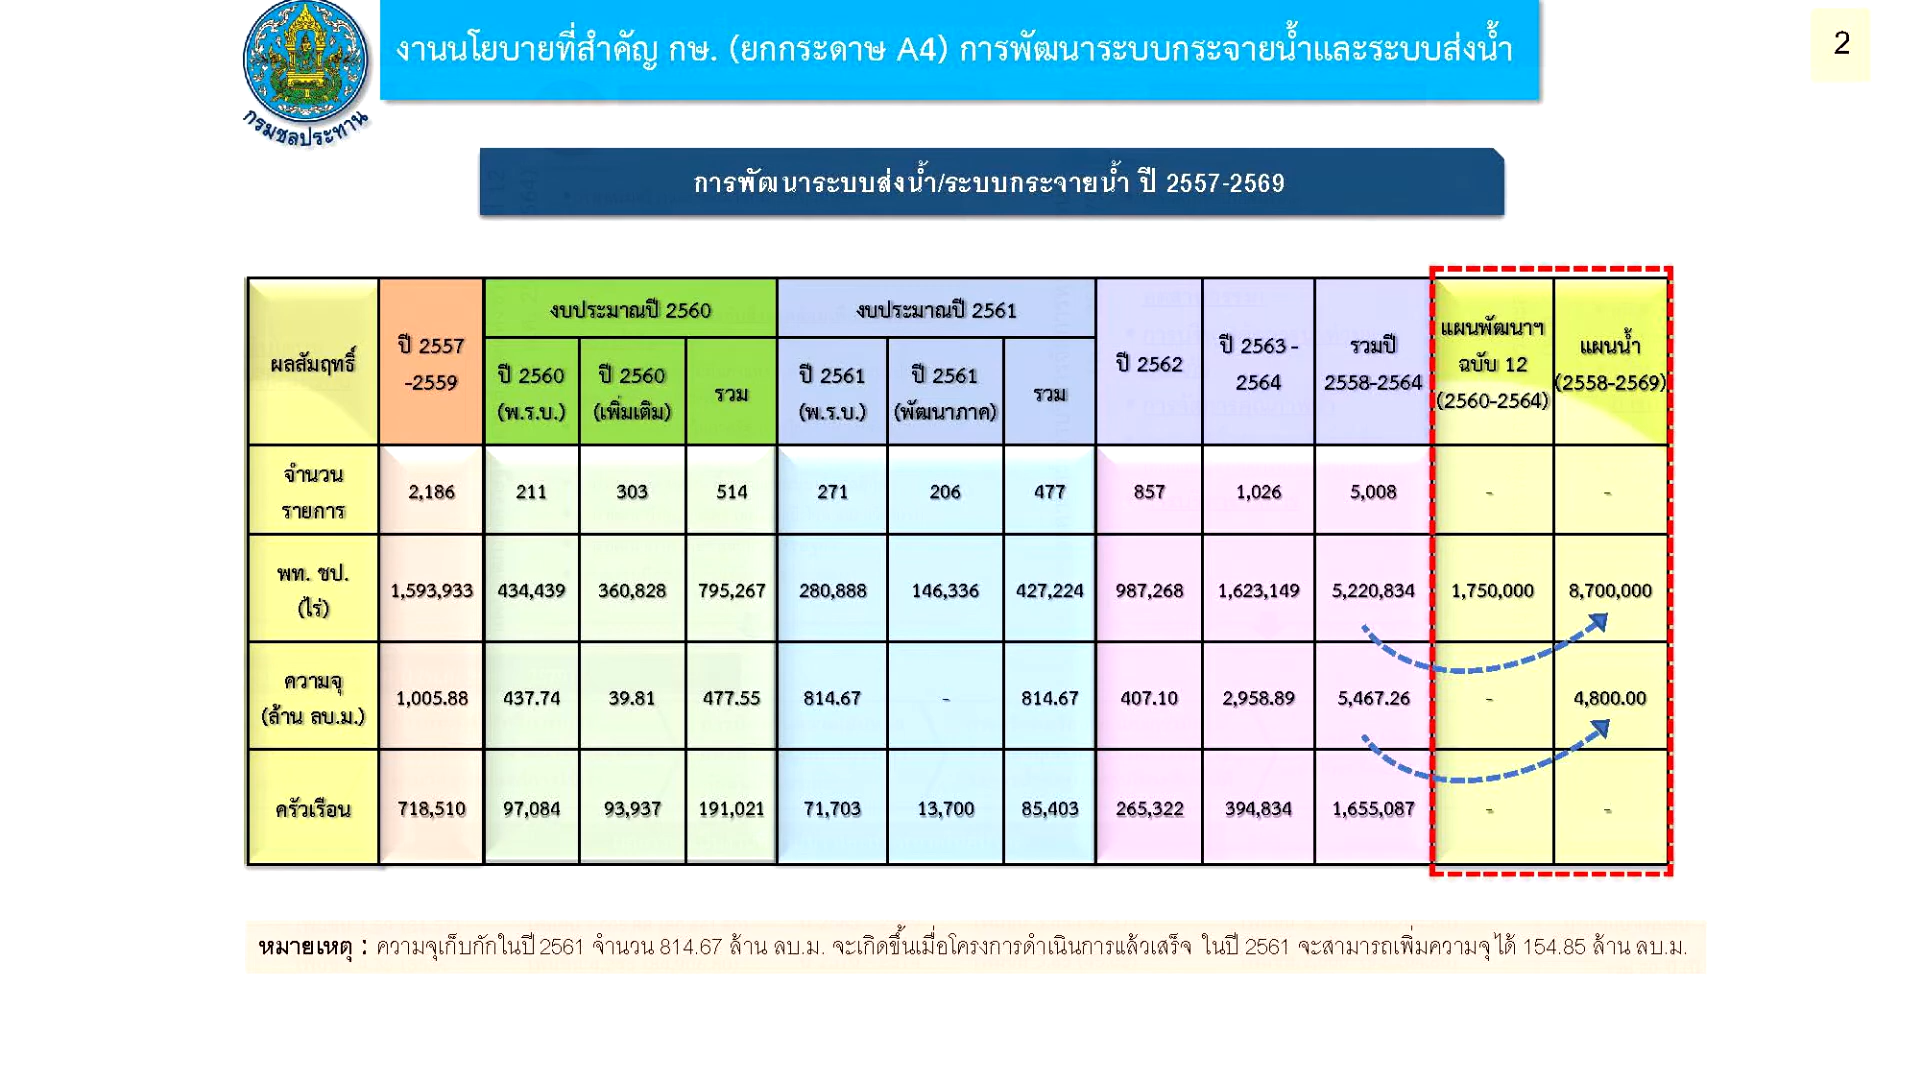 งานนโยบายที่สำคัญ กษ. (ยกกระดาษ A4) การพัฒนาระบบกระจายน้ำและระบบส่งน้ำ
2
กรมชลประทาน
การพัฒนาระบบส่งน้ำ/ระบบกระจายน้ำ ปี 2557-2569
ผลสัมฤทธิ์ ปี 2557 -2559 งบประมาณปี 2560 งบประมาณปี 2561 ปี 2562 ปี 2563 - 2564 รวมปี 2558-2564 แผนพัฒนาฯ ฉบับ 12 (2560-2564) แผนน้ำ (2558-2569)
ปี 2560 (พ.ร.บ.) ปี 2560 (เพิ่มเติม) รวม ปี 2561 (พ.ร.บ.) ปี 2561 (พัฒนาภาค) รวม
จำนวน รายการ 2,186 211 303 514 271 206 477 857 1,026 5,008 - -
พท. ชป. (ไร่) 1,593,933 434,439 360,828 795,267 280,888 146,336 427,224 987,268 1,623,149 5,220,834 1,750,000 8,700,000
ความจุ (ล้าน ลบ.ม.) 1,005.88 437.74 39.81 477.55 814.67 - 814.67 407.10 2,958.89 5,467.26 - 4,800.00
ครัวเรือน 718,510 97,084 93,937 191,021 71,703 13,700 85,403 265,322 394,834 1,655,087 - -
หมายเหตุ : ความจุเก็บกักในปี 2561 จำนวน 814.67 ล้าน ลบ.ม. จะเกิดขึ้นเมื่อโครงการดำเนินการแล้วเสร็จ ในปี 2561 จะสามารถเพิ่มความจุได้ 154.85 ล้าน ลบ.ม.